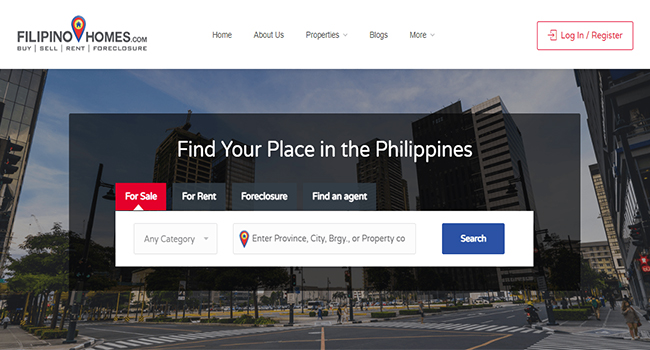 FILIPINO HOMES.COM
BUY | SELL | RENT | FORECLOSURE
Home About Us Properties Blogs More
Log In / Register
Find Your Place in the Philippines
For Sale For Rent Foreclosure Find an agent
Any Category
Enter Province, City, Brgy., or Property co
Search